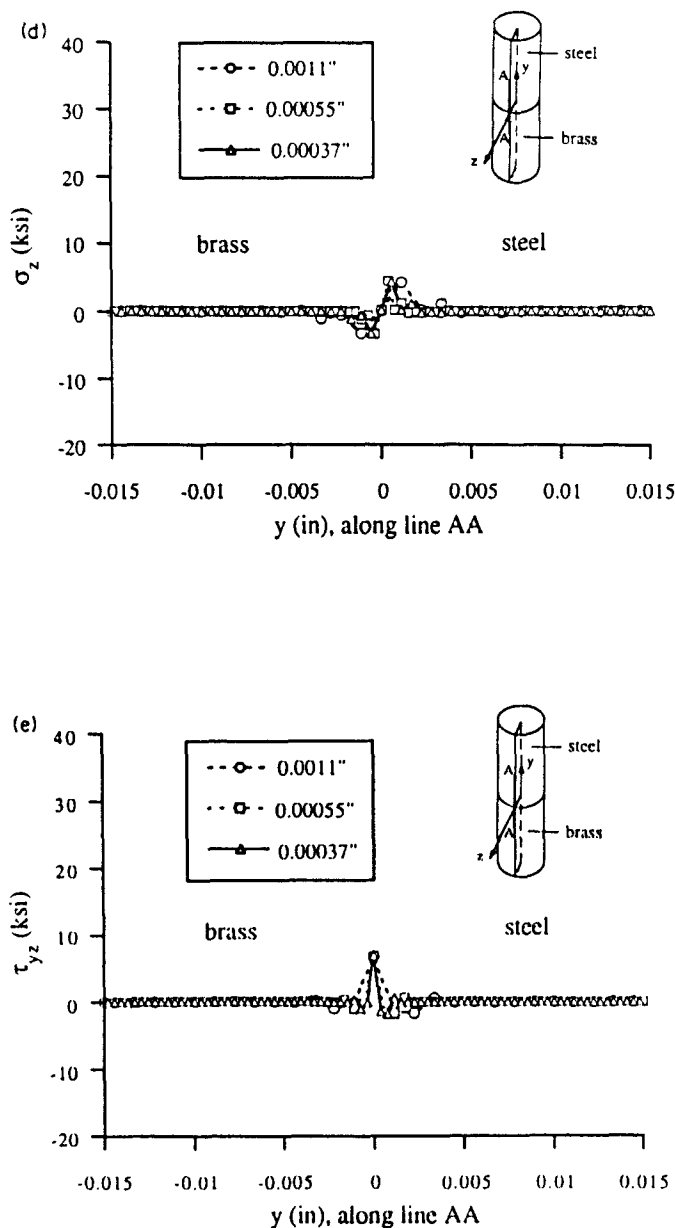 (d)
40
30
20
10
0
-10
-20
σz (ksi)
0.0011"
0.00055"
0.00037"
steel
brass
A
y
A
z
brass
steel
-0.015
-0.01
-0.005
0
0.005
0.01
0.015
y (in), along line AA
(e)
40
30
20
10
0
-10
-20
τyz (ksi)
0.0011"
0.00055"
0.00037"
steel
brass
A
y
A
z
brass
steel
-0.015
-0.01
-0.005
0
0.005
0.01
0.015
y (in), along line AA